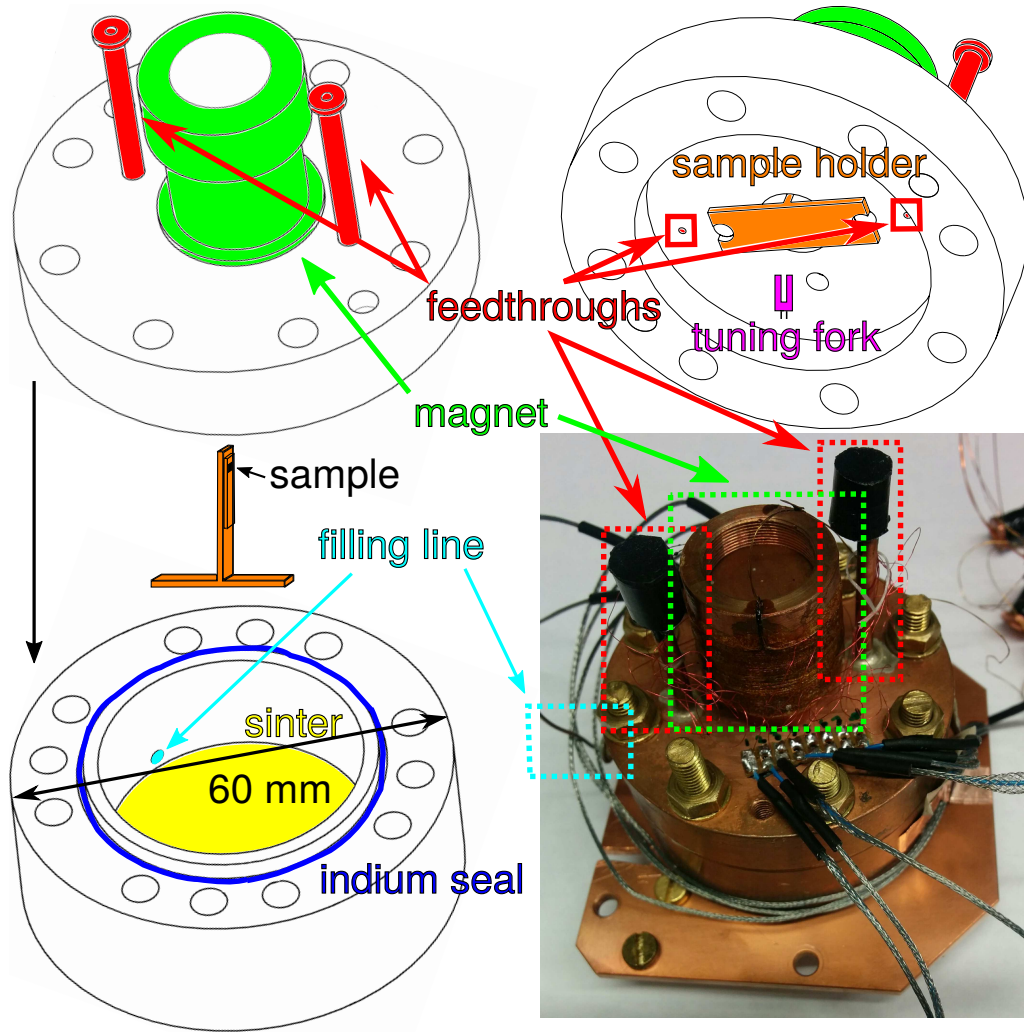 sample holder
feedthroughs
tuning fork
magnet
sample
filling line
sinter
60 mm
indium seal